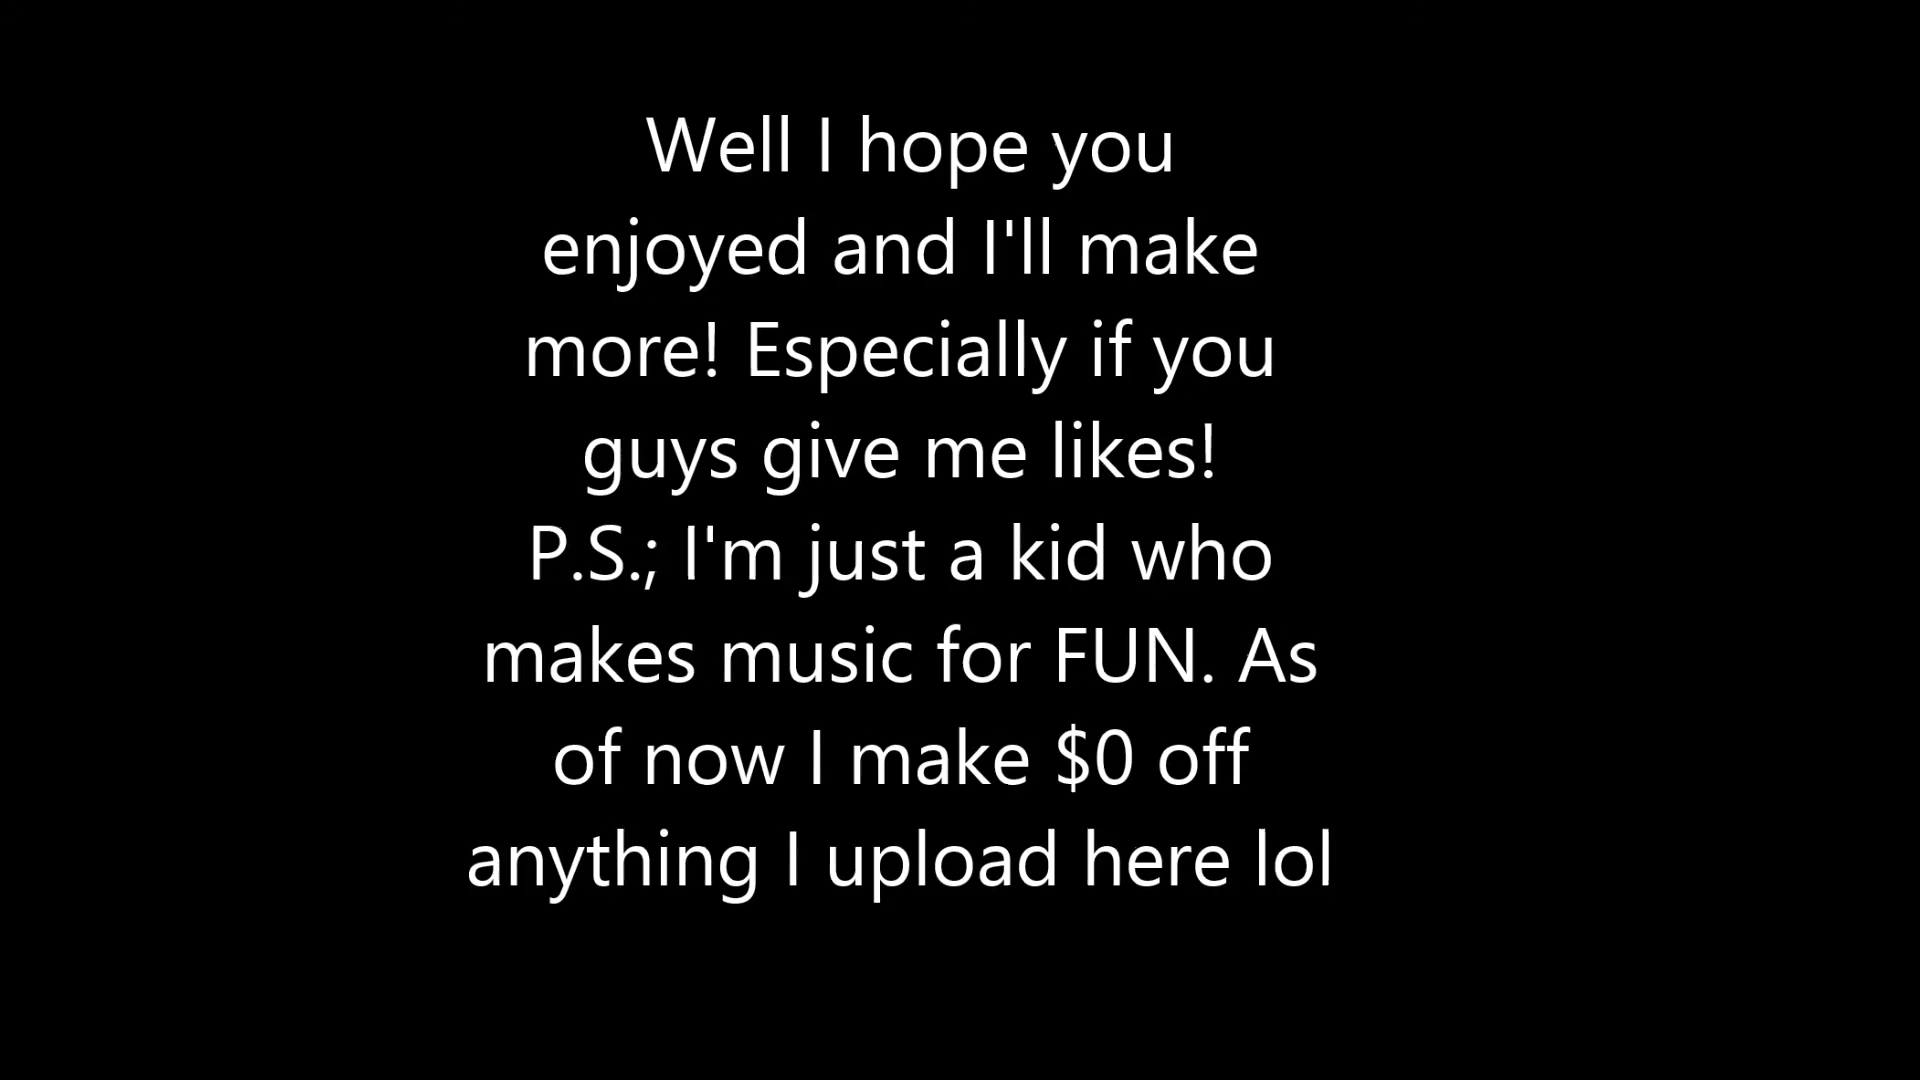 Well I hope you
enjoyed and I'll make
more! Especially if you
guys give me likes!
P.S.; I'm just a kid who
makes music for FUN. As
of now I make $0 off
anything I upload here lol